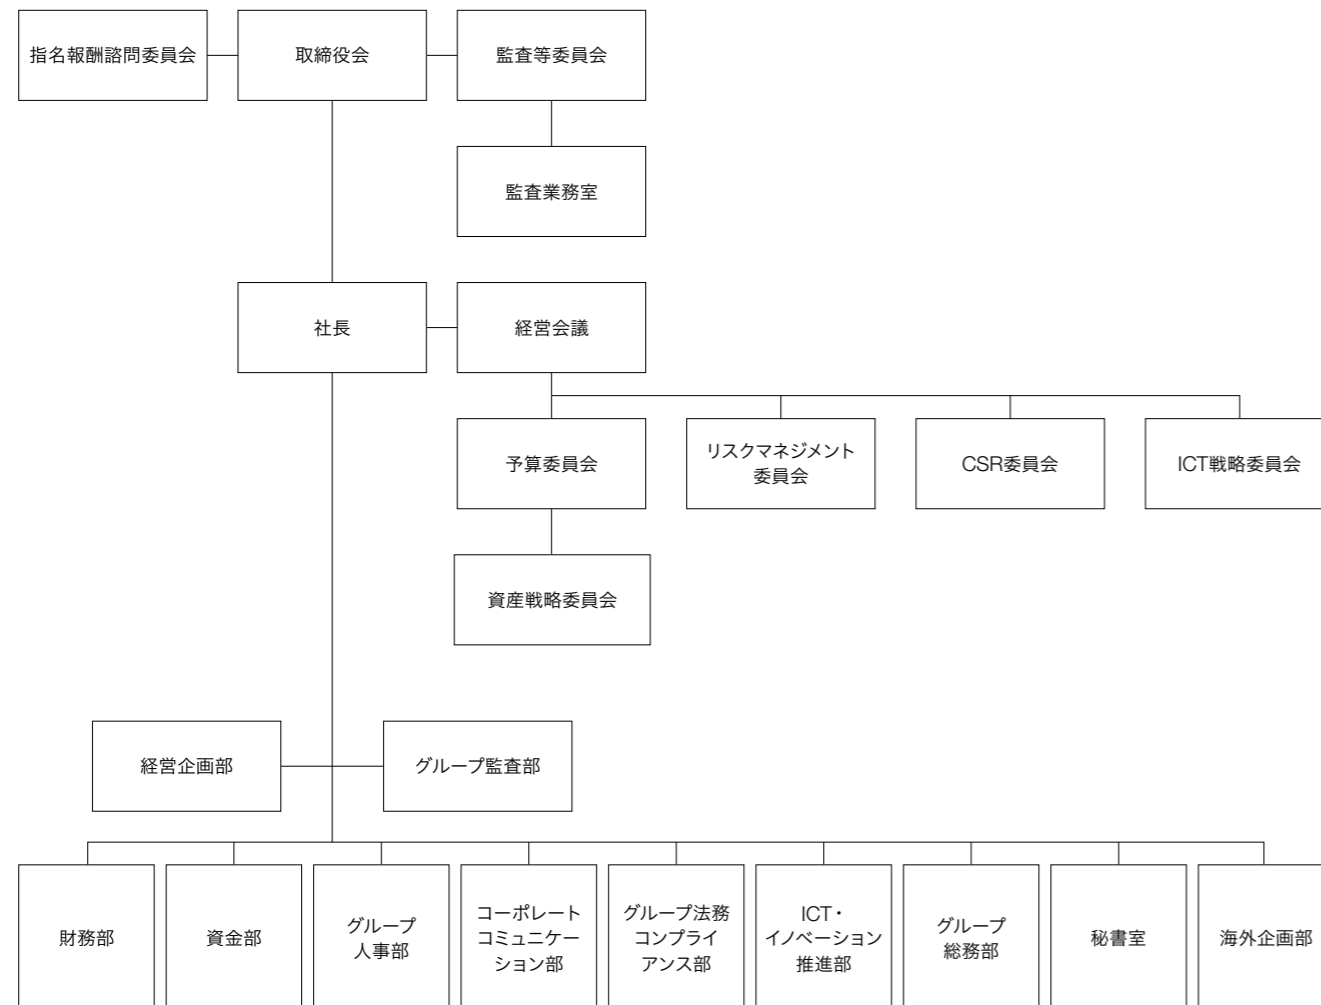 指名報酬諮問委員会
取締役会
監査等委員会
監査業務室
社長
経営会議
予算委員会
リスクマネジメント
委員会
CSR委員会
ICT戦略委員会
資産戦略委員会
経営企画部
グループ監査部
財務部
資金部
グループ
人事部
コーポレート
コミュニケー
ション部
グループ法務
コンプライ
アンス部
ICT・
イノベーション
推進部
グループ
総務部
秘書室
海外企画部